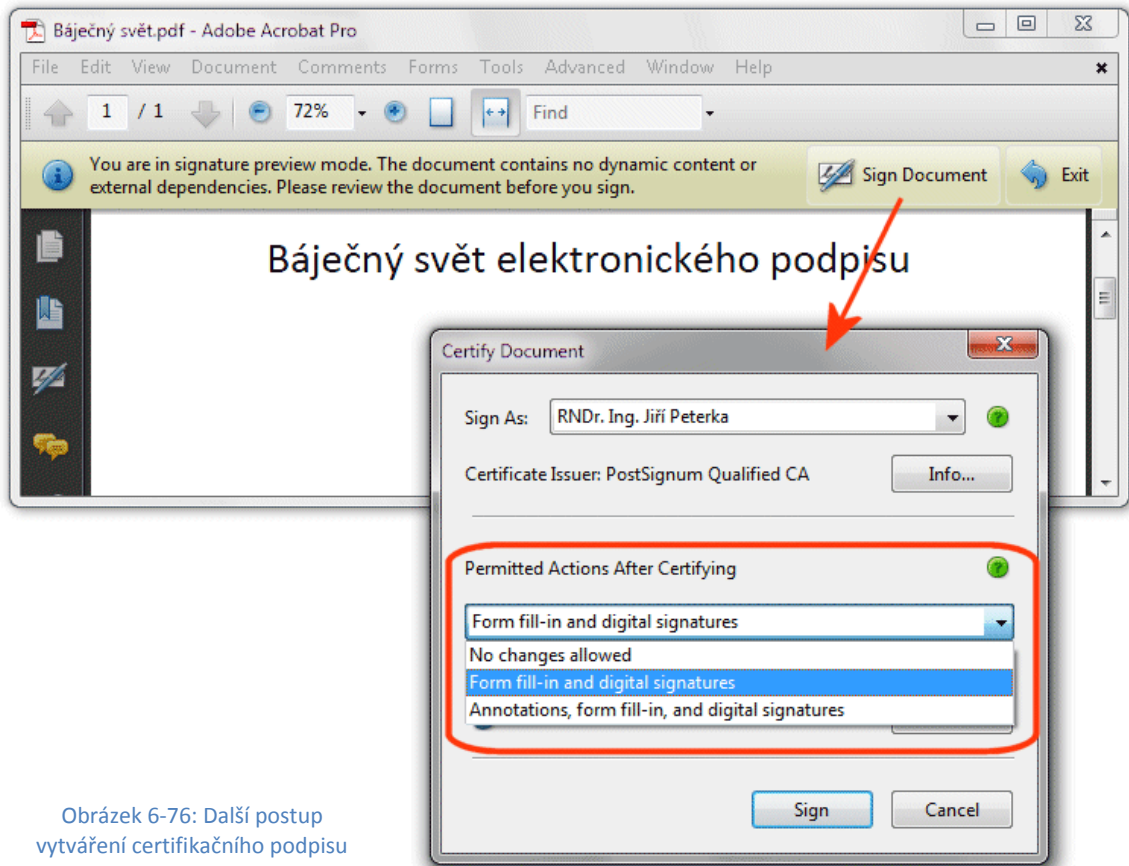 Báječný svět.pdf - Adobe Acrobat Pro
File Edit View Document Comments Forms Tools Advanced Window Help
1 / 1 72% Find
You are in signature preview mode. The document contains no dynamic content or
external dependencies. Please review the document before you sign.
Sign Document Exit
Báječný svět elektronického podpisu
Certify Document
Sign As: RNDr. Ing. Jiří Peterka
Certificate Issuer: PostSignum Qualified CA Info...
Permitted Actions After Certifying
Form fill-in and digital signatures
No changes allowed
Form fill-in and digital signatures
Annotations, form fill-in, and digital signatures
Sign Cancel
Obrázek 6-76: Další postup
vytváření certifikačního podpisu